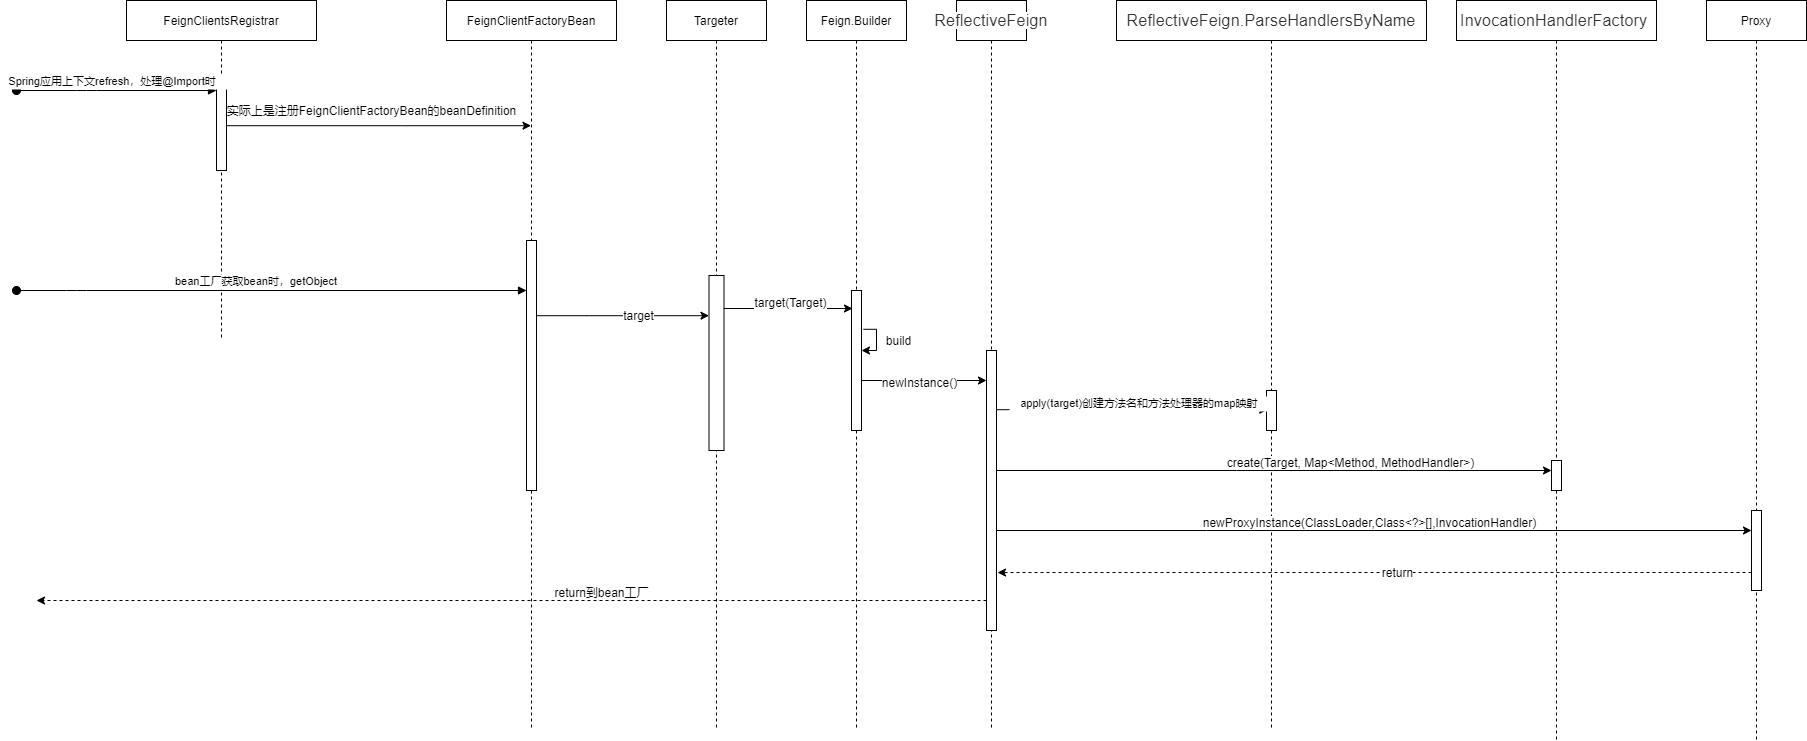 FeignClientsRegistrar
FeignClientFactoryBean
Targeter
Feign.Builder
ReflectiveFeign
ReflectiveFeign.ParseHandlersByName
InvocationHandlerFactory
Proxy
Spring应用上下文refresh，处理@Import时
实际上是注册FeignClientFactoryBean的beanDefinition
bean工厂获取bean时，getObject
target
target(Target)
build
newInstance()
apply(target)创建方法名和方法处理器的map映射
create(Target, Map<Method, MethodHandler>)
newProxyInstance(ClassLoader,Class<?>[],InvocationHandler)
return
return到bean工厂